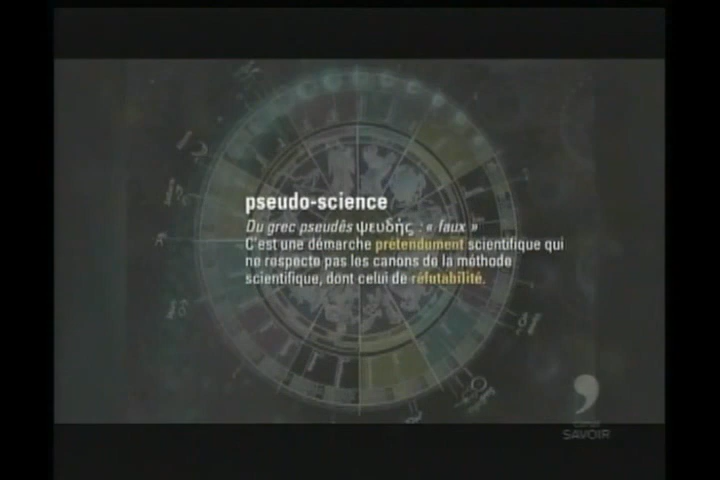 pseudo-science
Du grec pseudês ψευδής : « faux »
C'est une démarche prétendument scientifique qui
ne respecte pas les canons de la méthode
scientifique, dont celui de réfutabilité.
SAVOIR